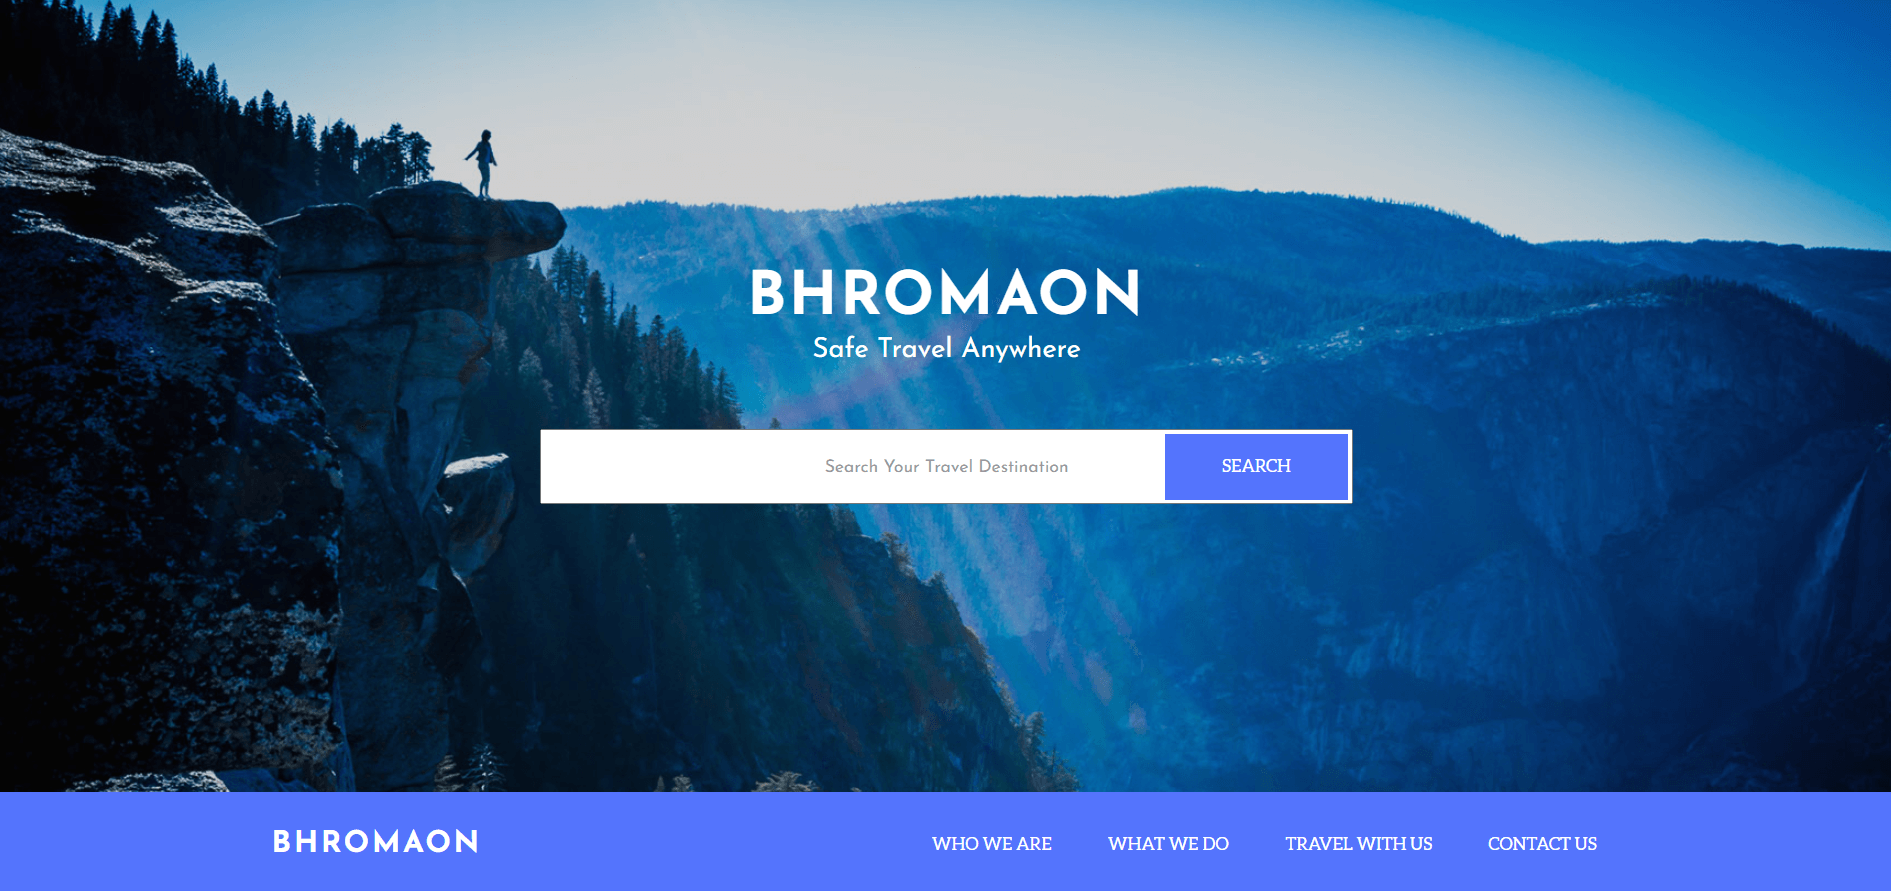 BHROMAON
Safe Travel Anywhere
Search Your Travel Destination
SEARCH
BHROMAON
WHO WE ARE
WHAT WE DO
TRAVEL WITH US
CONTACT US